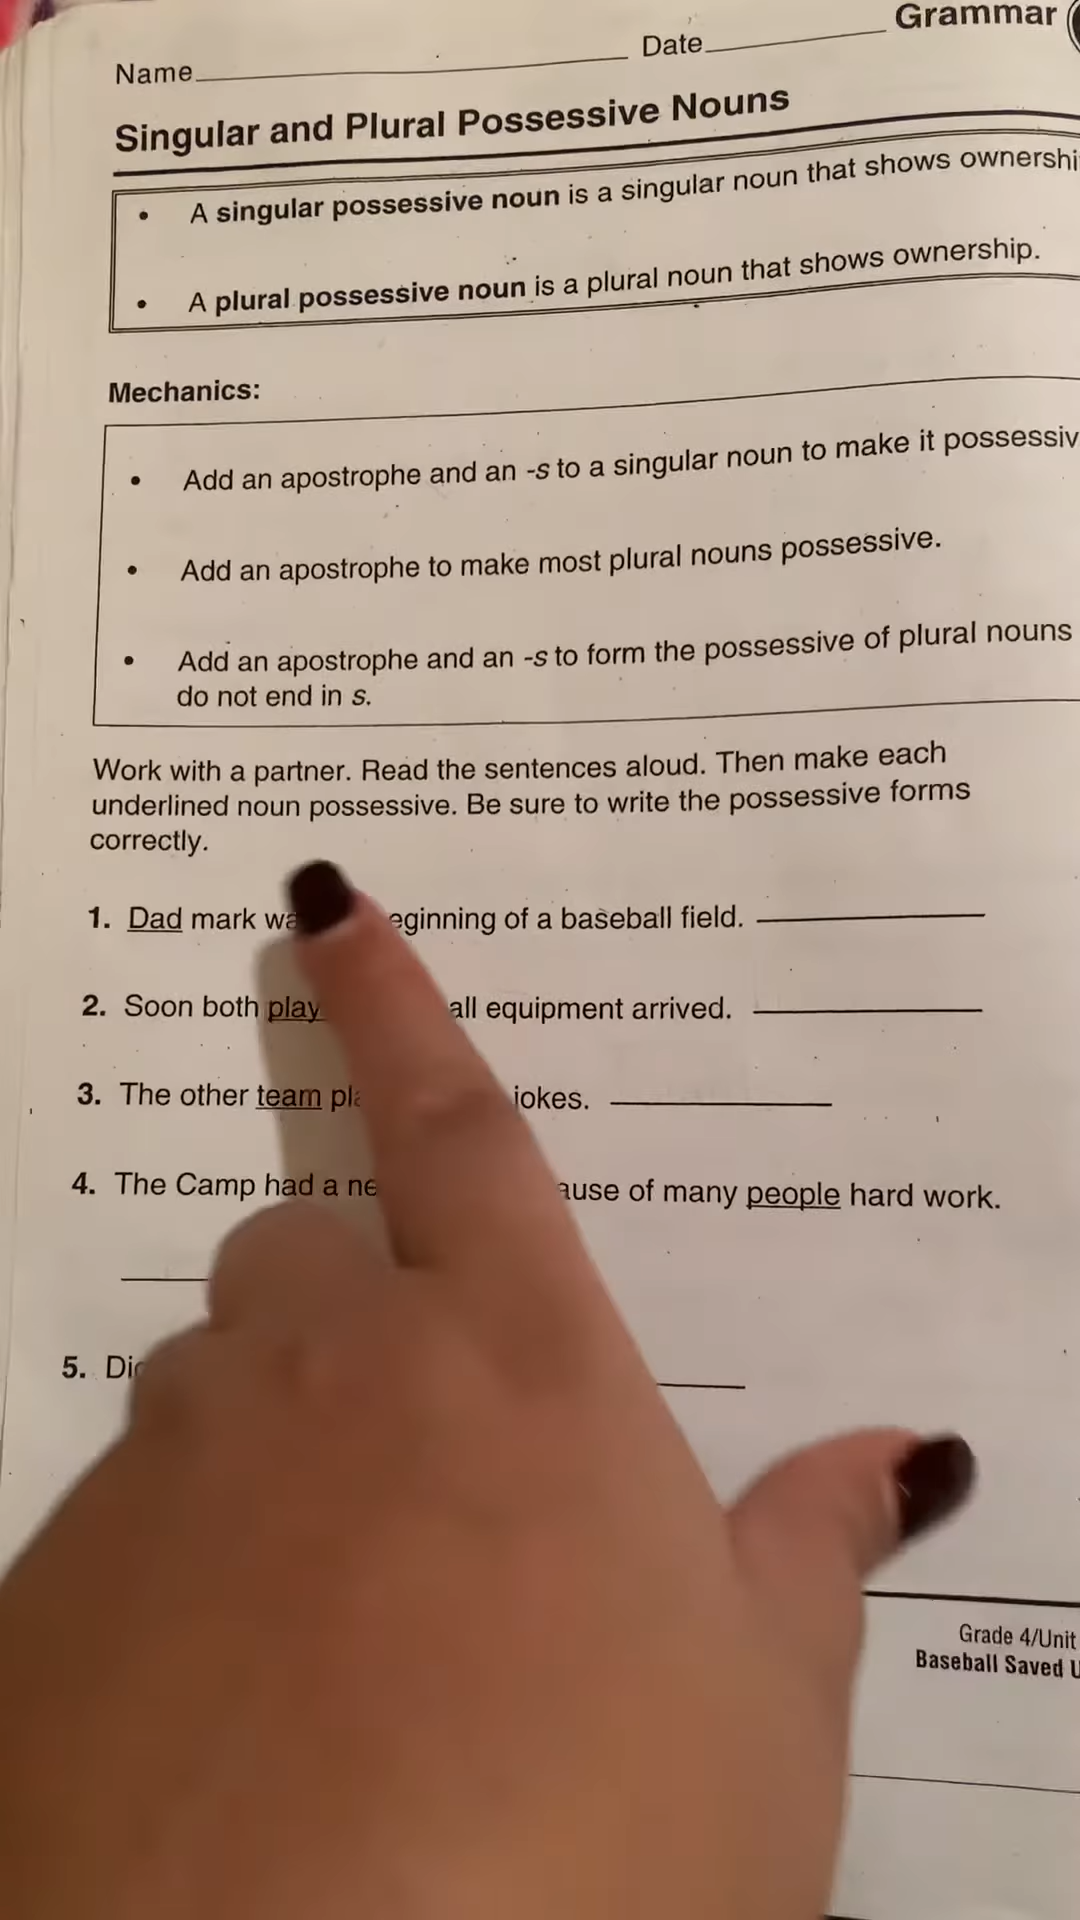 Grammar
Name
Date
Singular and Plural Possessive Nouns
• A singular possessive noun is a singular noun that shows ownershi
• A plural possessive noun is a plural noun that shows ownership.
Mechanics:
• Add an apostrophe and an -s to a singular noun to make it possessiv
• Add an apostrophe to make most plural nouns possessive.
• Add an apostrophe and an -s to form the possessive of plural nouns
do not end in s.
Work with a partner. Read the sentences aloud. Then make each
underlined noun possessive. Be sure to write the possessive forms
correctly.
1. Dad mark wa eginning of a baseball field.
2. Soon both play all equipment arrived.
3. The other team pla jokes.
4. The Camp had a ne ause of many people hard work.
5. Di
Grade 4/Unit
Baseball Saved U